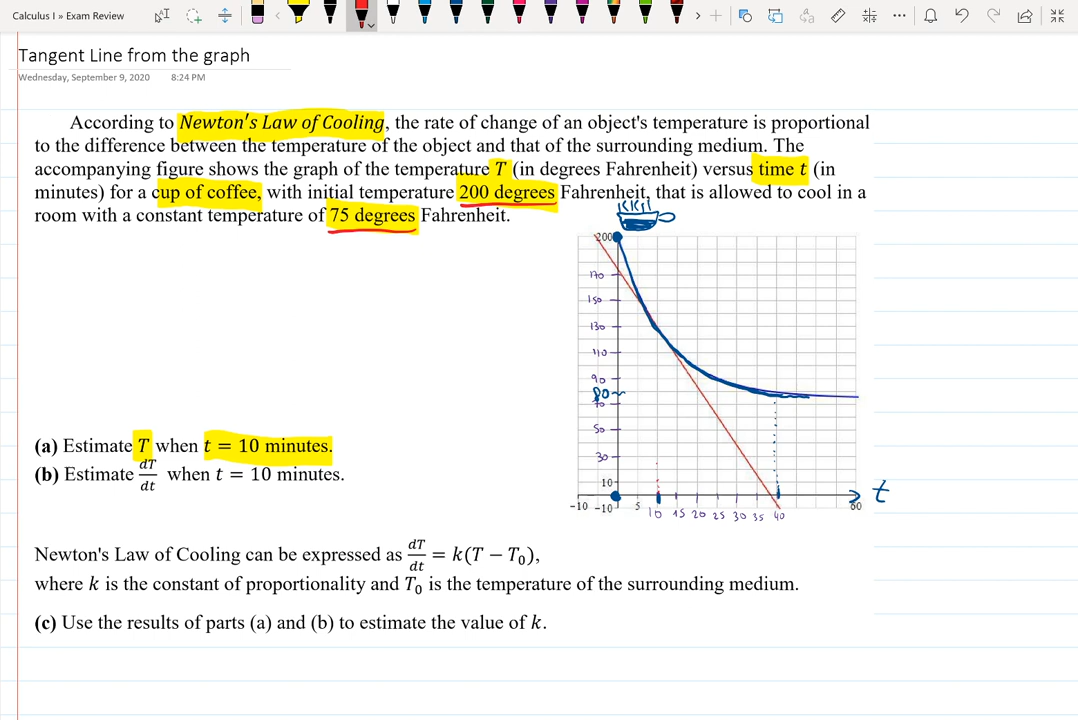 Calculus I » Exam Review
Tangent Line from the graph
Wednesday, September 9, 2020 8:24 PM
According to Newton's Law of Cooling, the rate of change of an object's temperature is proportional
to the difference between the temperature of the object and that of the surrounding medium. The
accompanying figure shows the graph of the temperature T (in degrees Fahrenheit) versus time t (in
minutes) for a cup of coffee, with initial temperature 200 degrees Fahrenheit, that is allowed to cool in a
room with a constant temperature of 75 degrees Fahrenheit.
200
170
150
130
110
90
80
70
50
30
10
-10 -10 5 10 15 20 25 30 35 40 60 t
(a) Estimate T when t = 10 minutes.
(b) Estimate dT/dt when t = 10 minutes.
Newton's Law of Cooling can be expressed as dT/dt = k(T − T₀),
where k is the constant of proportionality and T₀ is the temperature of the surrounding medium.
(c) Use the results of parts (a) and (b) to estimate the value of k.